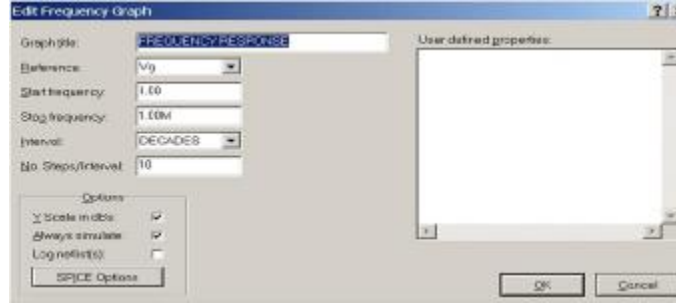 Edit Frequency Graph
Graph title: FREQUENCY RESPONSE
Reference: Vg
Start frequency: 1.00
Stop frequency: 1.00M
Interval: DECADES
No. Steps/Interval: 10
Options
Y Scale in dBs:
Always simulate:
Log netlist(s):
SPICE Options
User defined properties:
OK
Cancel